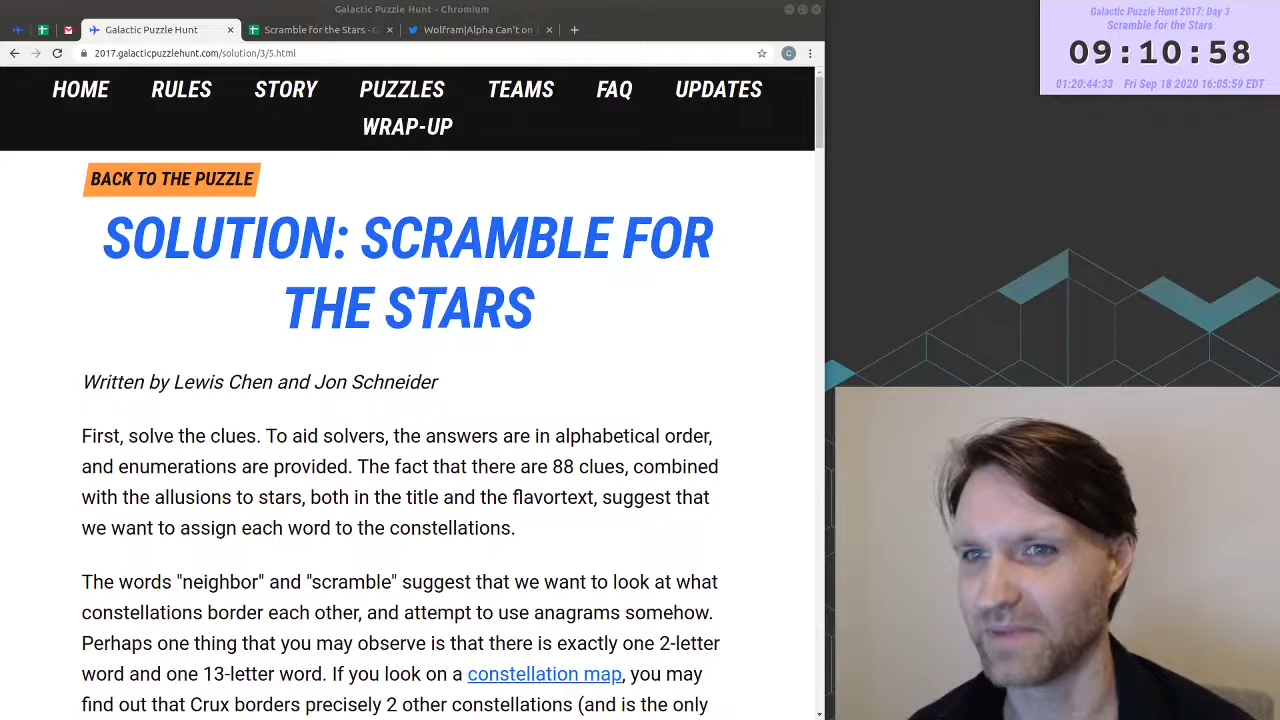 Galactic Puzzle Hunt - Chromium
Galactic Puzzle Hunt
Scramble for the Stars - G
Wolfram|Alpha Can't on
2017.galacticpuzzlehunt.com/solution/3/5.html
C
HOME RULES STORY PUZZLES TEAMS FAQ UPDATES
WRAP-UP
BACK TO THE PUZZLE
SOLUTION: SCRAMBLE FOR
THE STARS
Written by Lewis Chen and Jon Schneider
First, solve the clues. To aid solvers, the answers are in alphabetical order,
and enumerations are provided. The fact that there are 88 clues, combined
with the allusions to stars, both in the title and the flavortext, suggest that
we want to assign each word to the constellations.
The words "neighbor" and "scramble" suggest that we want to look at what
constellations border each other, and attempt to use anagrams somehow.
Perhaps one thing that you may observe is that there is exactly one 2-letter
word and one 13-letter word. If you look on a constellation map, you may
find out that Crux borders precisely 2 other constellations (and is the only
Galactic Puzzle Hunt 2017: Day 3
Scramble for the Stars
09:10:58
01:20:44:33 Fri Sep 18 2020 16:05:59 EDT